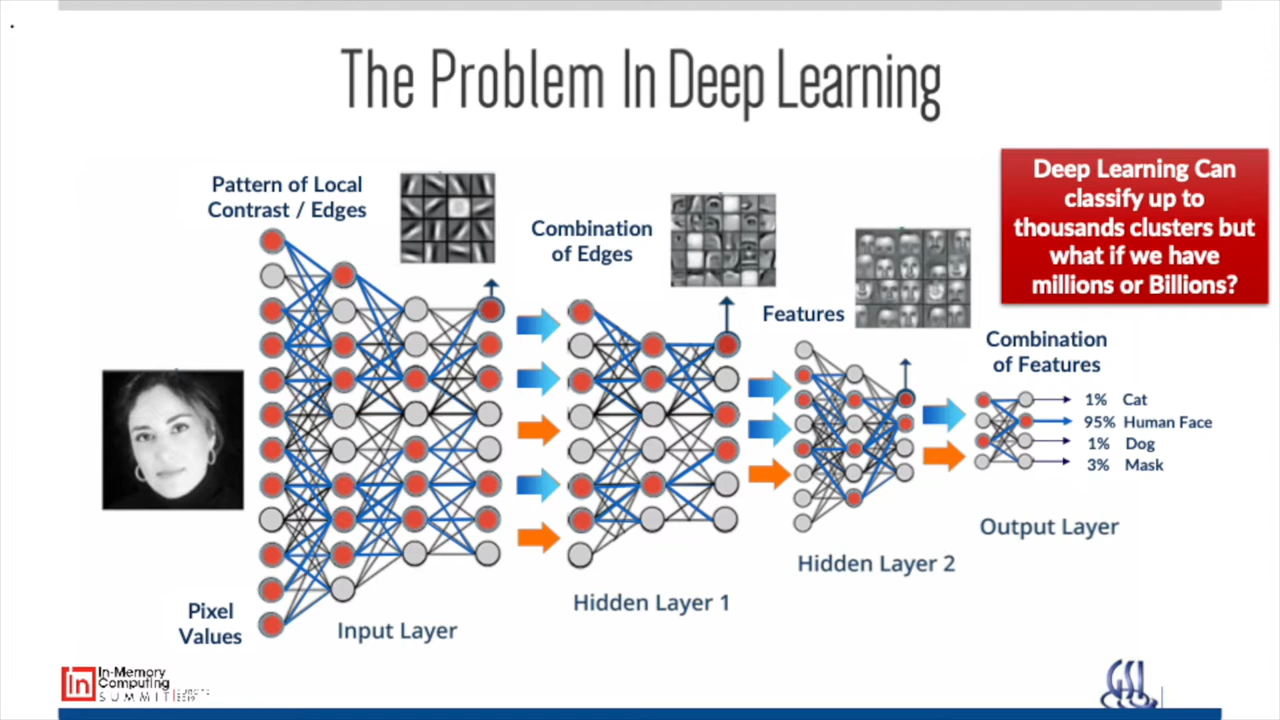 The Problem In Deep Learning
Pattern of Local
Contrast / Edges
Combination
of Edges
Features
Deep Learning Can
classify up to
thousands clusters but
what if we have
millions or Billions?
Combination
of Features
1% Cat
95% Human Face
1% Dog
3% Mask
Output Layer
Hidden Layer 2
Hidden Layer 1
Input Layer
Pixel
Values
in In-Memory
Computing
SUMMIT
GSI